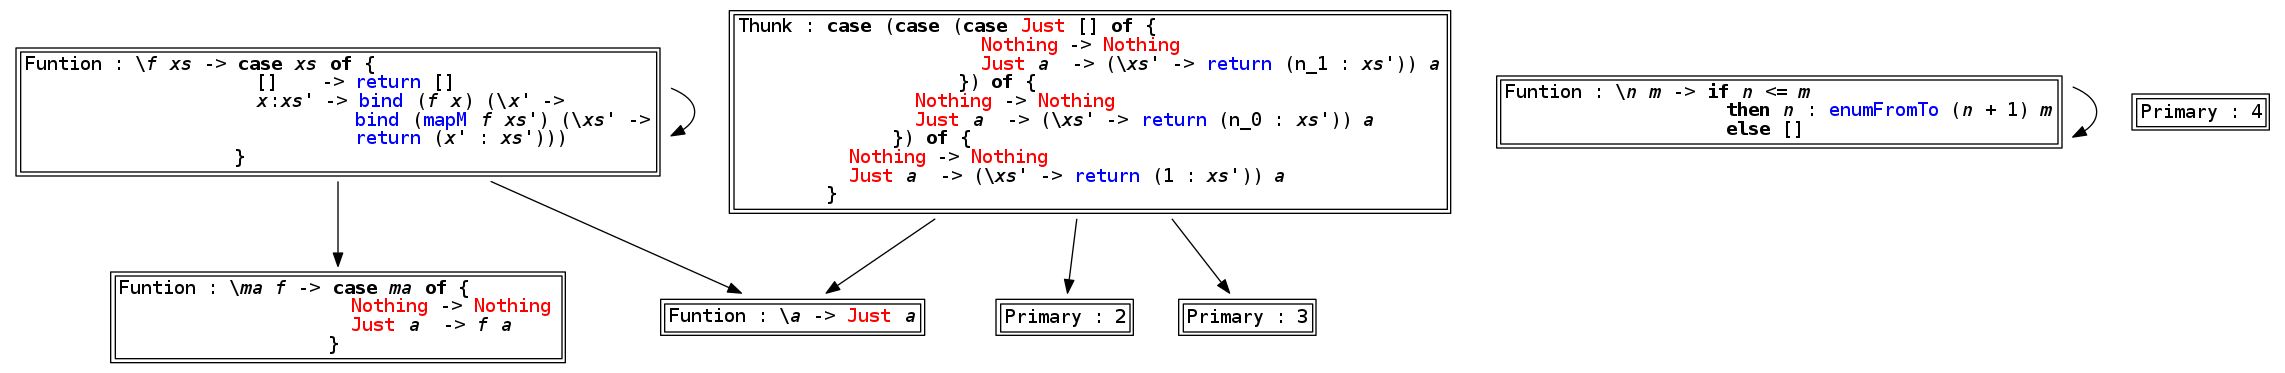 Funtion : \f xs -> case xs of {
[]    -> return []
x:xs' -> bind (f x) (\x' ->
bind (mapM f xs') (\xs' ->
return (x' : xs')))
}
Thunk : case (case (case Just [] of {
Nothing -> Nothing
Just a  -> (\xs' -> return (n_1 : xs')) a
}) of {
Nothing -> Nothing
Just a  -> (\xs' -> return (n_0 : xs')) a
}) of {
Nothing -> Nothing
Just a  -> (\xs' -> return (1 : xs')) a
}
Funtion : \n m -> if n <= m
then n : enumFromTo (n + 1) m
else []
Primary : 4
Funtion : \ma f -> case ma of {
Nothing -> Nothing
Just a  -> f a
}
Funtion : \a -> Just a
Primary : 2
Primary : 3